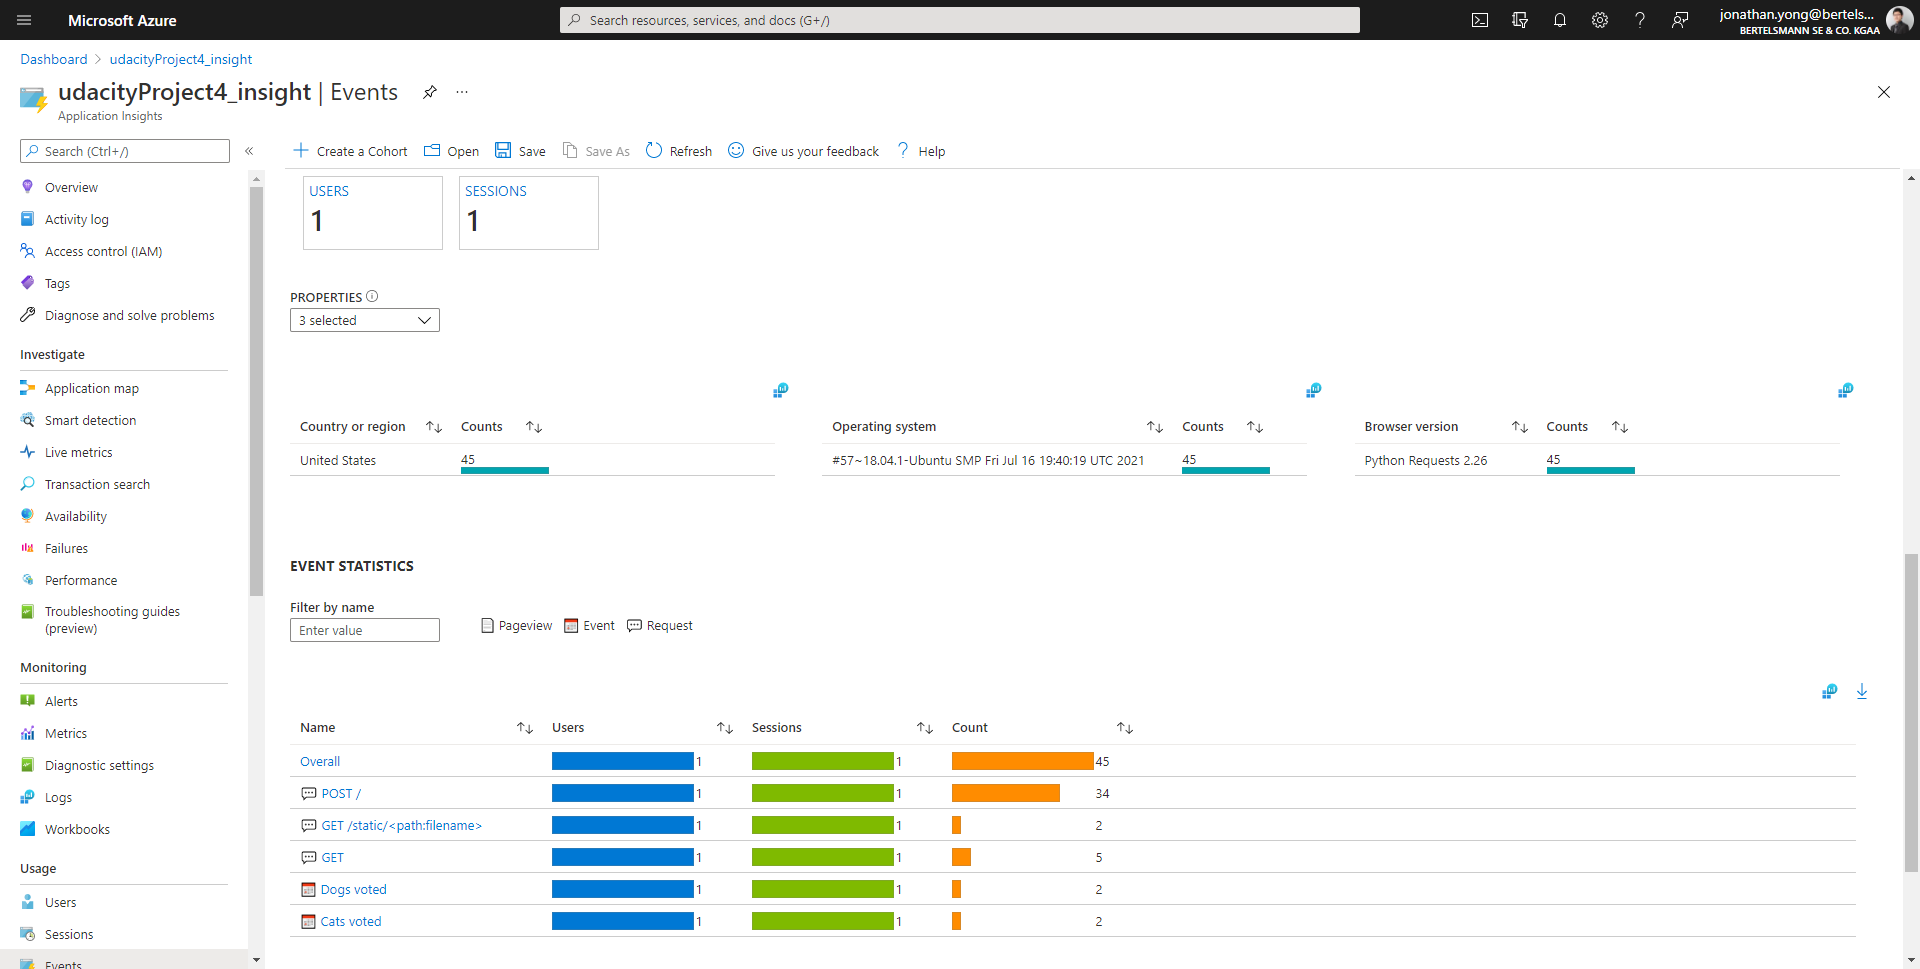 Microsoft Azure
Search resources, services, and docs (G+/)
jonathan.yong@bertels...
BERTELSMANN SE & CO. KGAA
Dashboard > udacityProject4_insight
udacityProject4_insight | Events
Application Insights
Search (Ctrl+/)
«
Create a Cohort
Open
Save
Save As
Refresh
Give us your feedback
? Help
Overview
Activity log
Access control (IAM)
Tags
Diagnose and solve problems
Investigate
Application map
Smart detection
Live metrics
Transaction search
Availability
Failures
Performance
Troubleshooting guides
(preview)
Monitoring
Alerts
Metrics
Diagnostic settings
Logs
Workbooks
Usage
Users
Sessions
Events
USERS
1
SESSIONS
1
PROPERTIES
3 selected
Country or region Counts
United States 45
Operating system Counts
#57~18.04.1-Ubuntu SMP Fri Jul 16 19:40:19 UTC 2021 45
Browser version Counts
Python Requests 2.26 45
EVENT STATISTICS
Filter by name
Enter value
Pageview Event Request
Name Users Sessions Count
Overall 1 1 45
POST / 1 1 34
GET /static/<path:filename> 1 1 2
GET 1 1 5
Dogs voted 1 1 2
Cats voted 1 1 2